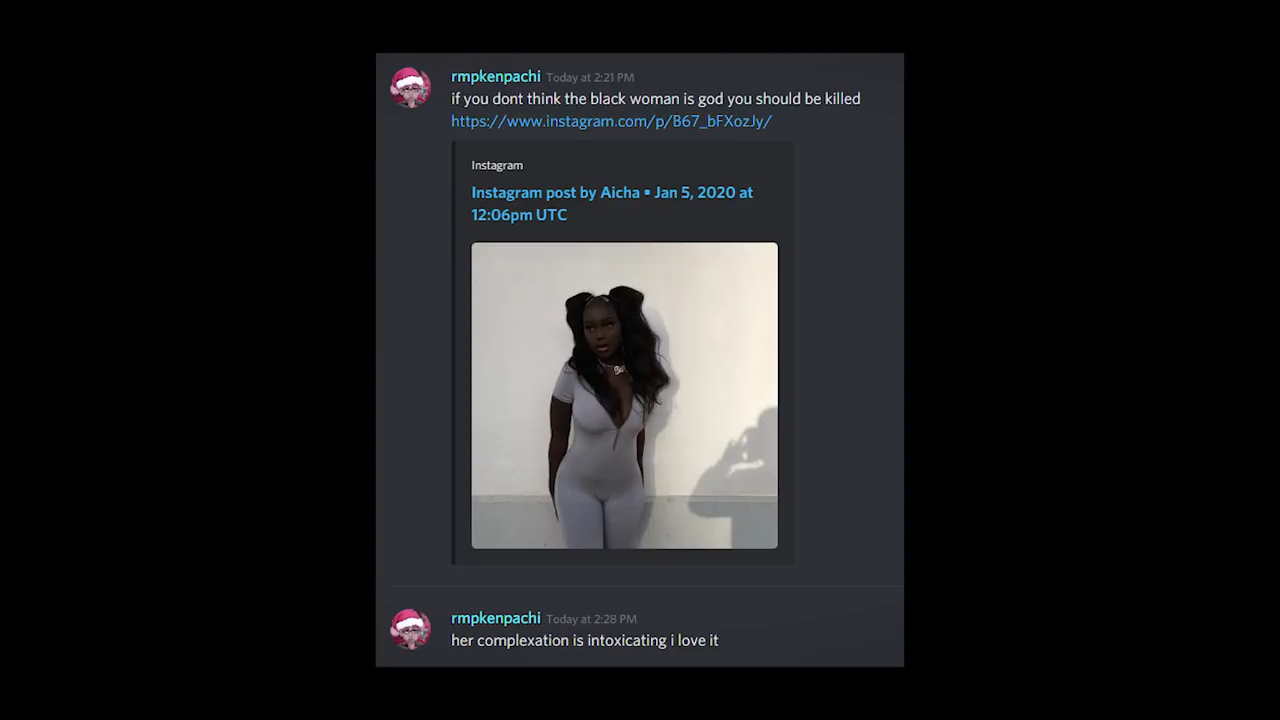 rmpkenpachi Today at 2:21 PM
if you dont think the black woman is god you should be killed
https://www.instagram.com/p/B67_bFXozJy/
Instagram
Instagram post by Aicha • Jan 5, 2020 at
12:06pm UTC
rmpkenpachi Today at 2:28 PM
her complexation is intoxicating i love it